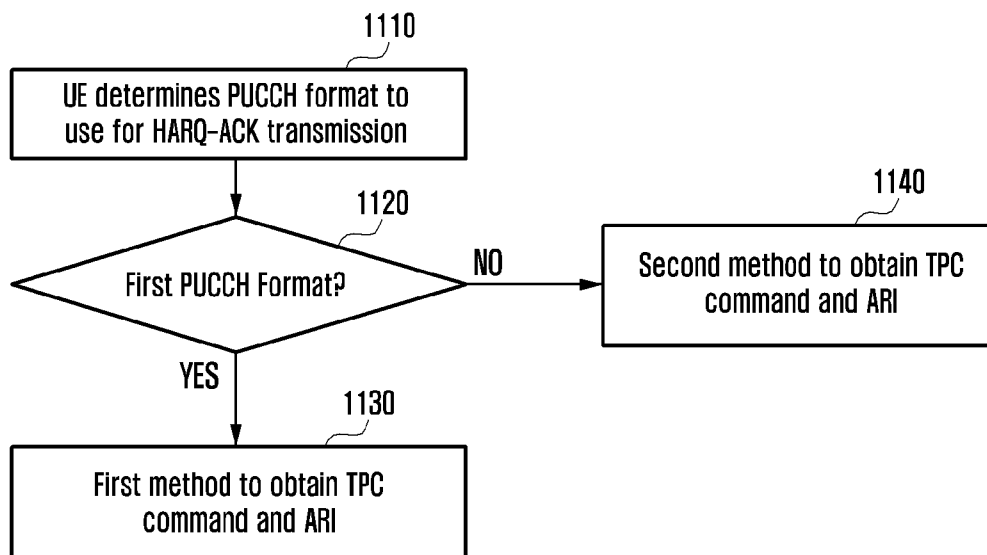 1110
UE determines PUCCH format to
use for HARQ-ACK transmission
1120
First PUCCH Format?
NO
1140
Second method to obtain TPC
command and ARI
YES
1130
First method to obtain TPC
command and ARI